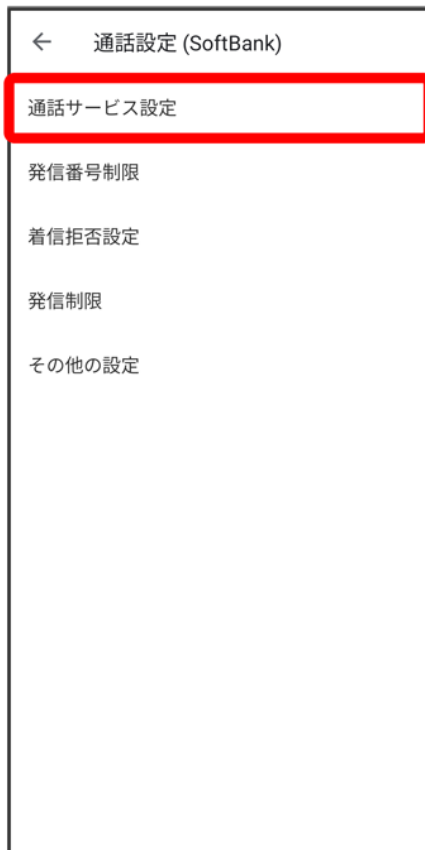 通話設定 (SoftBank)
通話サービス設定
発信番号制限
着信拒否設定
発信制限
その他の設定